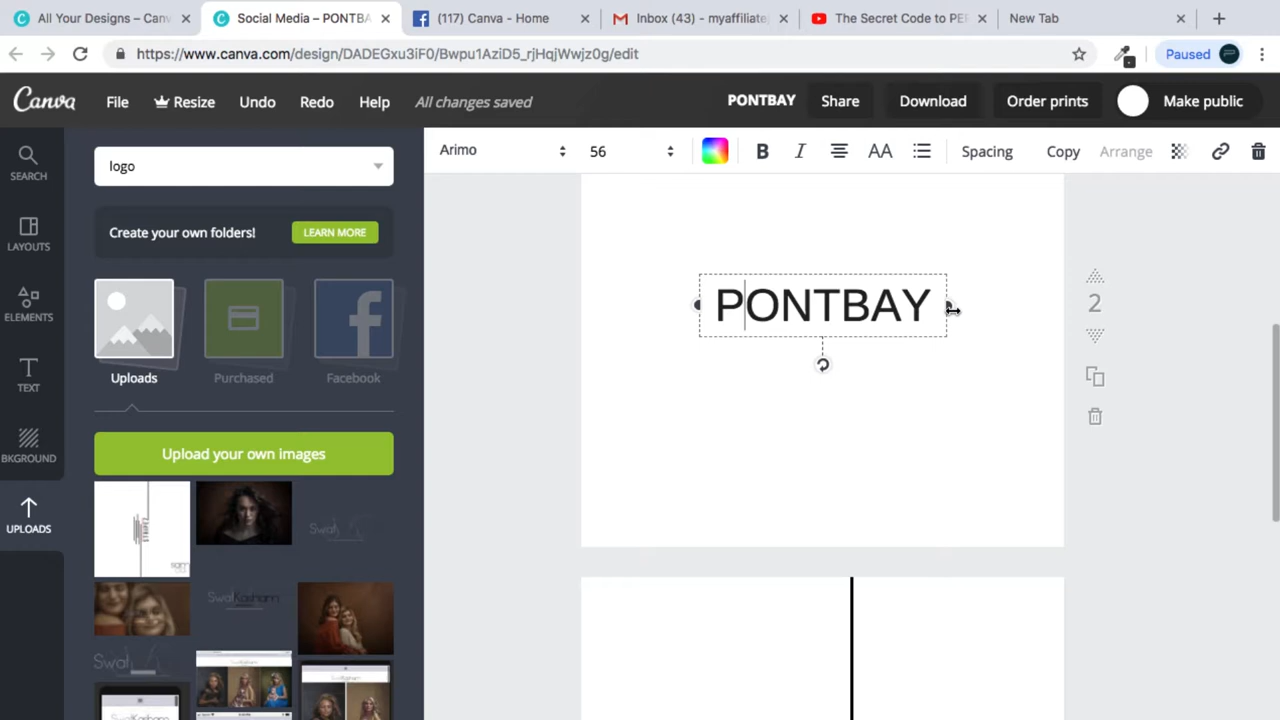 All Your Designs – Canv
Social Media – PONTBA
(117) Canva - Home
Inbox (43) - myaffiliate
The Secret Code to PE
New Tab
https://www.canva.com/design/DADEGxu3iF0/Bwpu1AziD5_rjHqjWwjz0g/edit
Paused
Canva
File
Resize
Undo
Redo
Help
All changes saved
PONTBAY
Share
Download
Order prints
Make public
Arimo
56
B
I
AA
Spacing
Copy
Arrange
SEARCH
LAYOUTS
ELEMENTS
TEXT
BKGROUND
UPLOADS
logo
Create your own folders!
LEARN MORE
Uploads
Purchased
Facebook
Upload your own images
PONTBAY
2